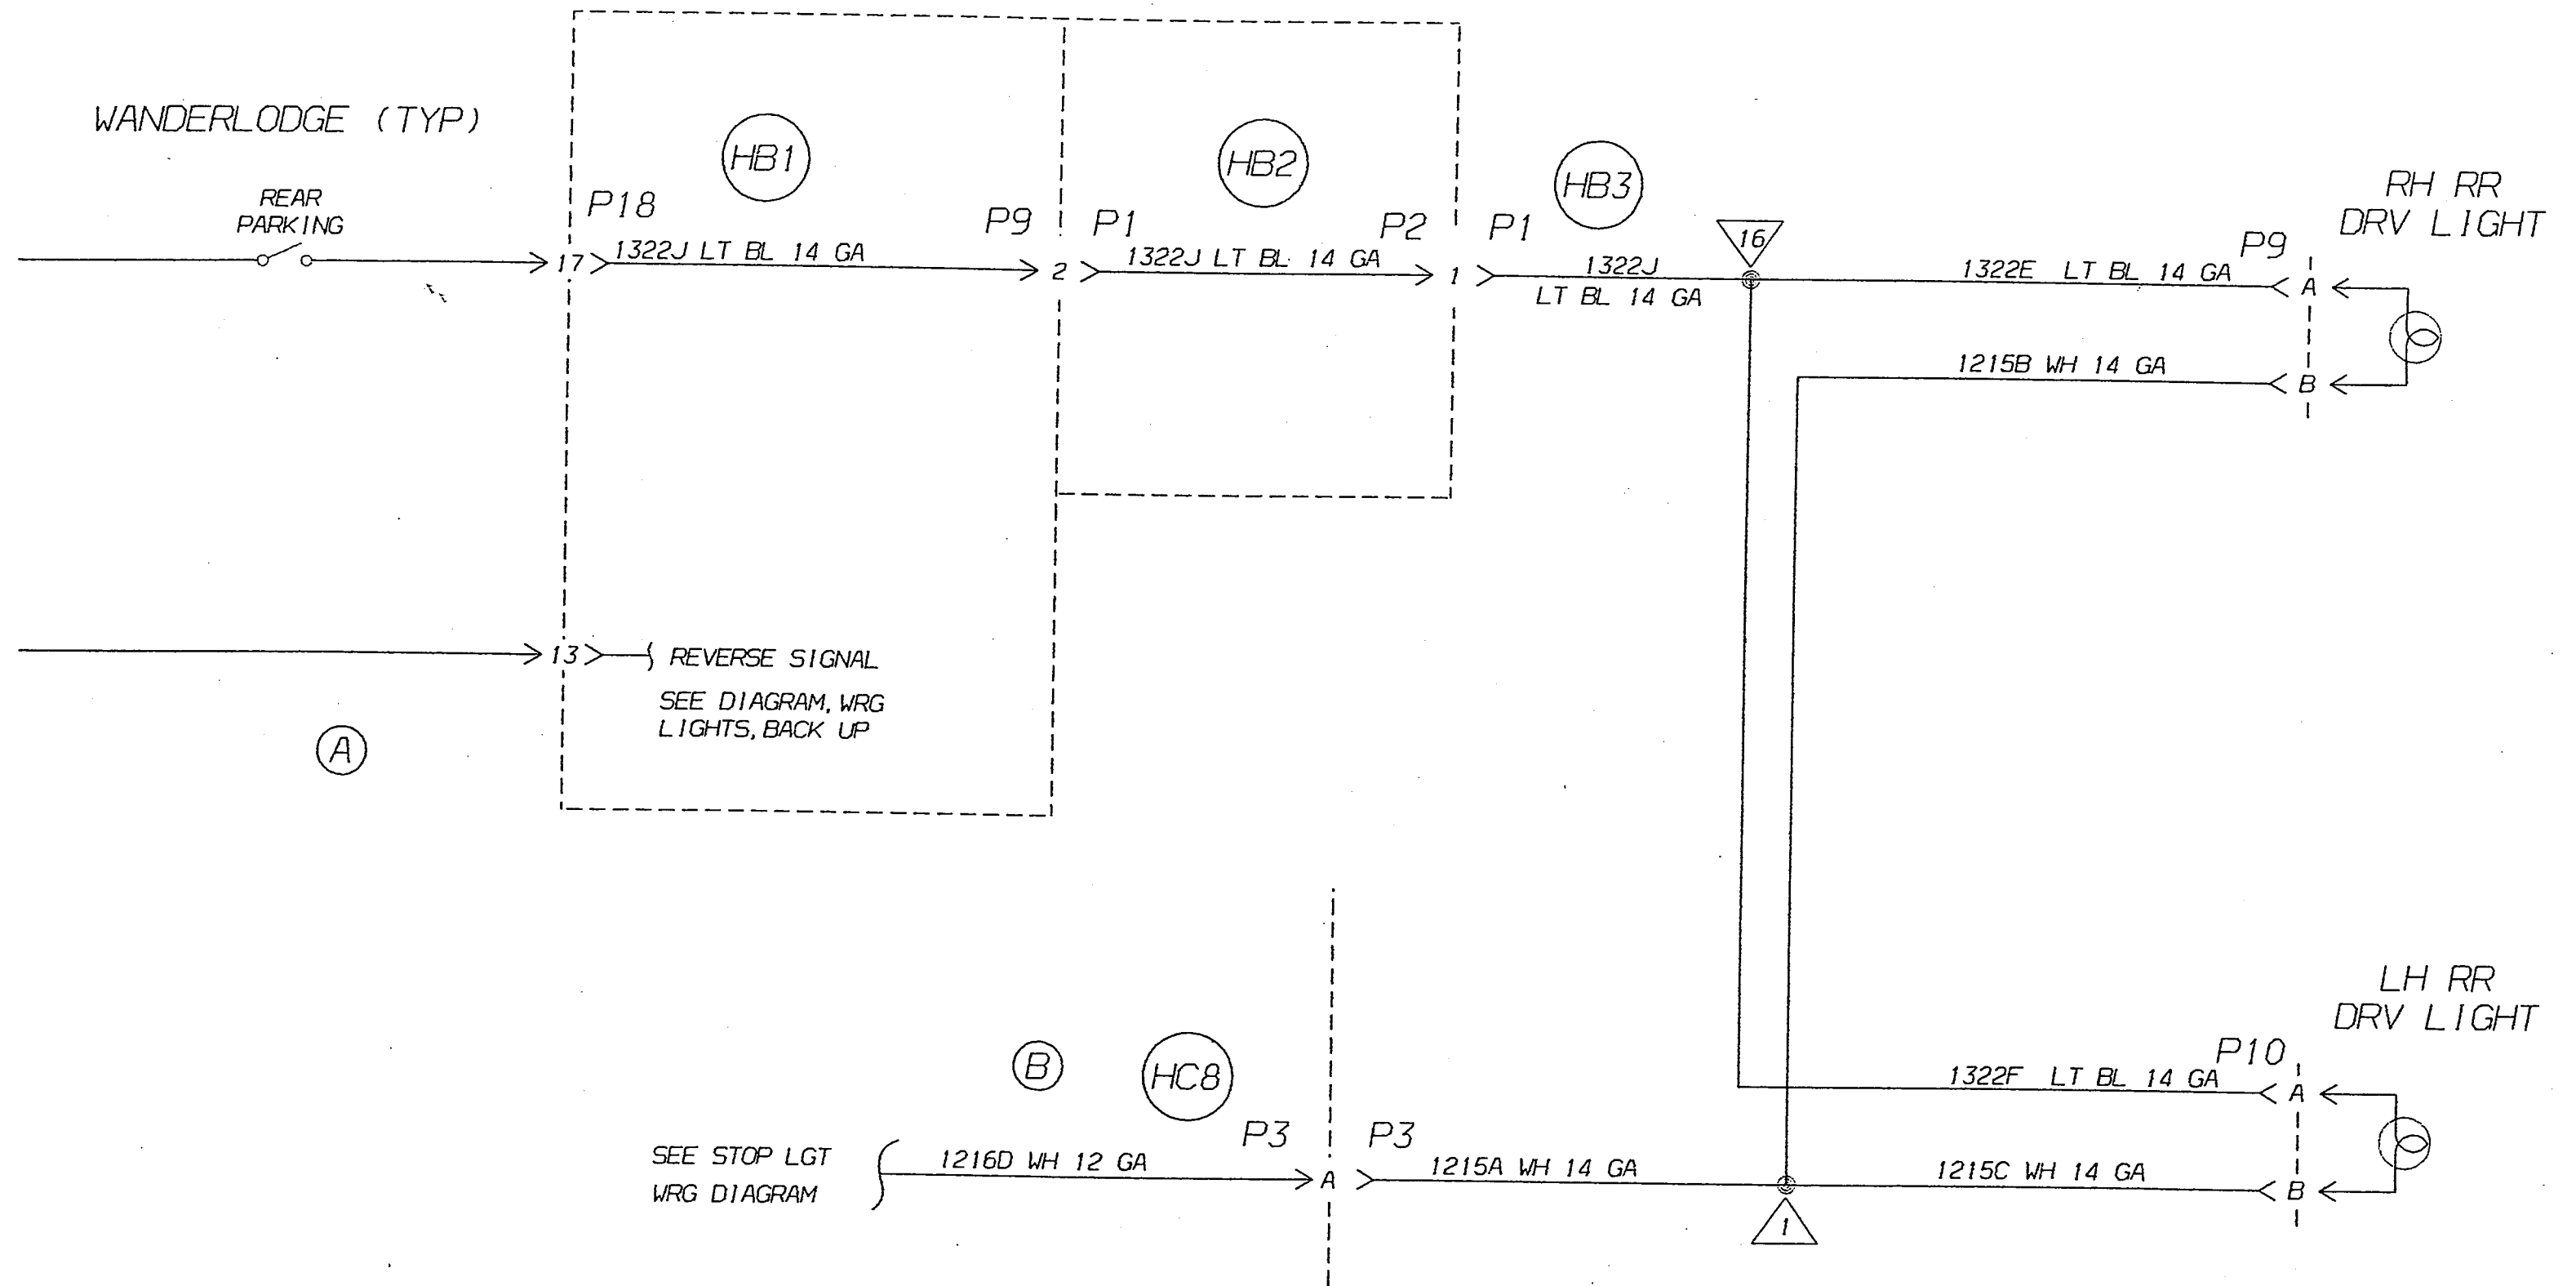 WANDERLODGE (TYP)
REAR
PARKING
HB1
HB2
HB3
P18
P9
P1
P2
P1
17
1322J LT BL 14 GA
2
1322J LT BL 14 GA
1
1322J
LT BL 14 GA
16
1322E LT BL 14 GA
P9
RH RR
DRV LIGHT
A
1215B WH 14 GA
B
13
REVERSE SIGNAL
SEE DIAGRAM, WRG
LIGHTS, BACK UP
A
B
HC8
SEE STOP LGT
WRG DIAGRAM
1216D WH 12 GA
P3
A
P3
1215A WH 14 GA
1
LH RR
DRV LIGHT
P10
1322F LT BL 14 GA
A
1215C WH 14 GA
B